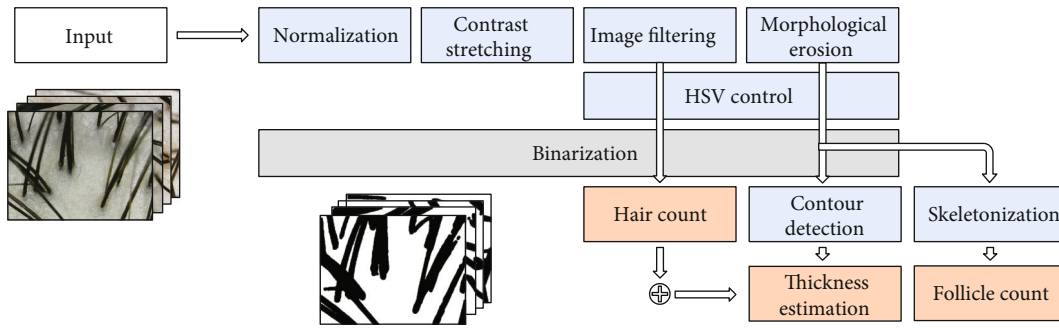 Input
Normalization
Contrast
stretching
Image filtering
Morphological
erosion
HSV control
Binarization
Hair count
Contour
detection
Skeletonization
Thickness
estimation
Follicle count